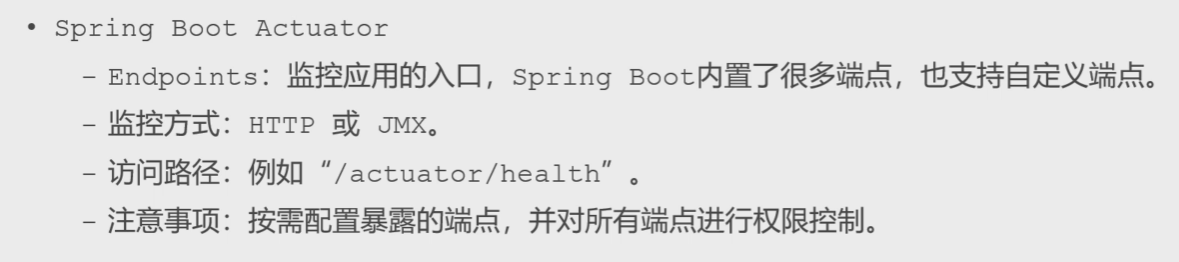 • Spring Boot Actuator
– Endpoints：监控应用的入口，Spring Boot内置了很多端点，也支持自定义端点。
– 监控方式：HTTP 或 JMX。
– 访问路径：例如“/actuator/health”。
– 注意事项：按需配置暴露的端点，并对所有端点进行权限控制。